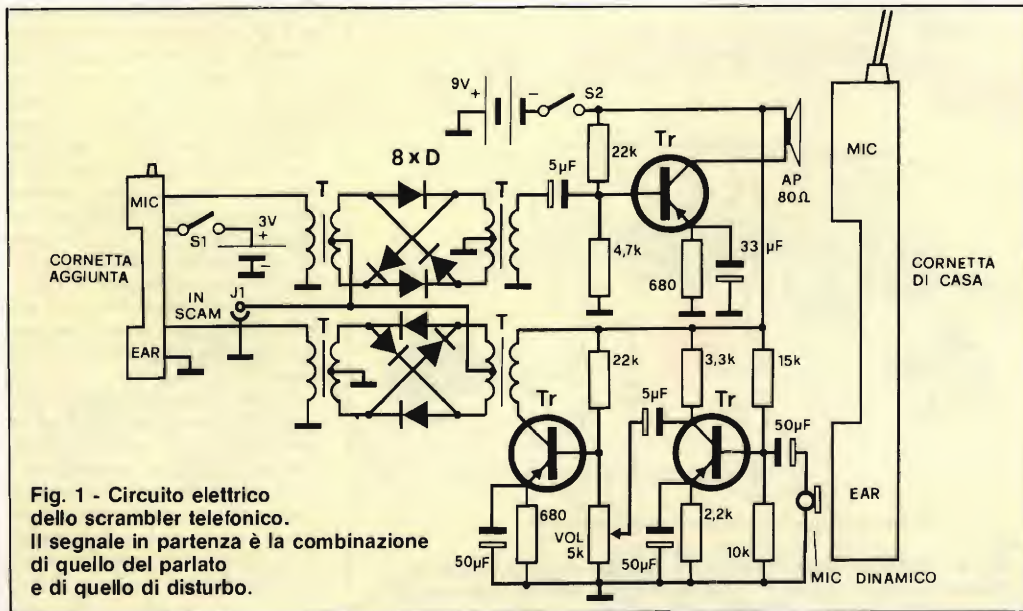 9V
+
-
S2
8 x D
22k
Tr
MIC
T
T
5µF
AP
80Ω
MIC
S1
3V
+
-
4,7k
33 µF
680
CORNETTA
AGGIUNTA
CORNETTA
DI CASA
IN
SCAM
J1
T
T
22k
3,3k
15k
EAR
5µF
Tr
Tr
50µF
680
VOL
5k
2,2k
10k
EAR
50µF
50µF
MIC DINAMICO
Fig. 1 - Circuito elettrico
dello scrambler telefonico.
Il segnale in partenza è la combinazione
di quello del parlato
e di quello di disturbo.